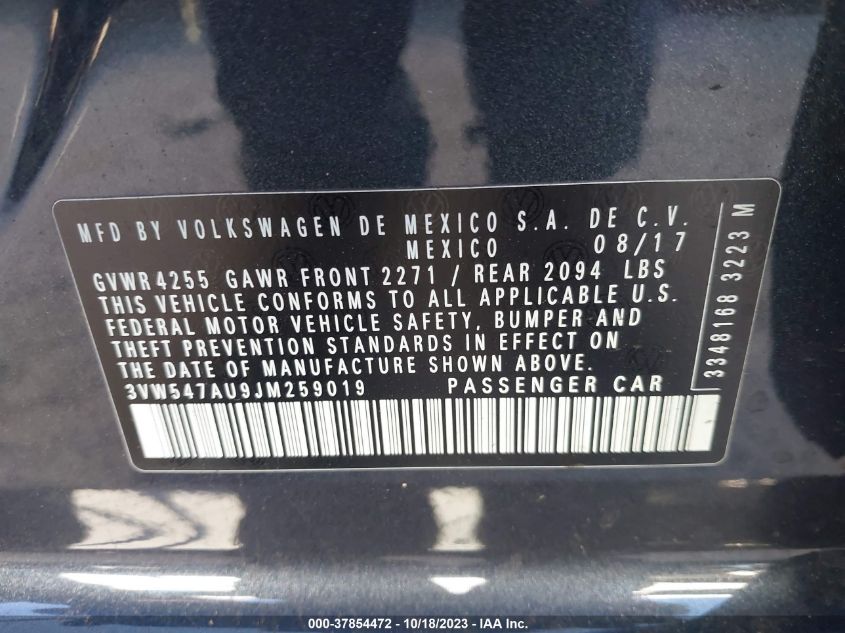 MFD BY VOLKSWAGEN DE MEXICO S.A. DE C.V.
MEXICO 08/17
GVWR 4255 GAWR FRONT 2271 / REAR 2094 LBS
THIS VEHICLE CONFORMS TO ALL APPLICABLE U.S.
FEDERAL MOTOR VEHICLE SAFETY, BUMPER AND
THEFT PREVENTION STANDARDS IN EFFECT ON
THE DATE OF MANUFACTURE SHOWN ABOVE.
3VW547AU9JM259019 PASSENGER CAR
3348168 3223 M
000-37854472 - 10/18/2023 - IAA Inc.